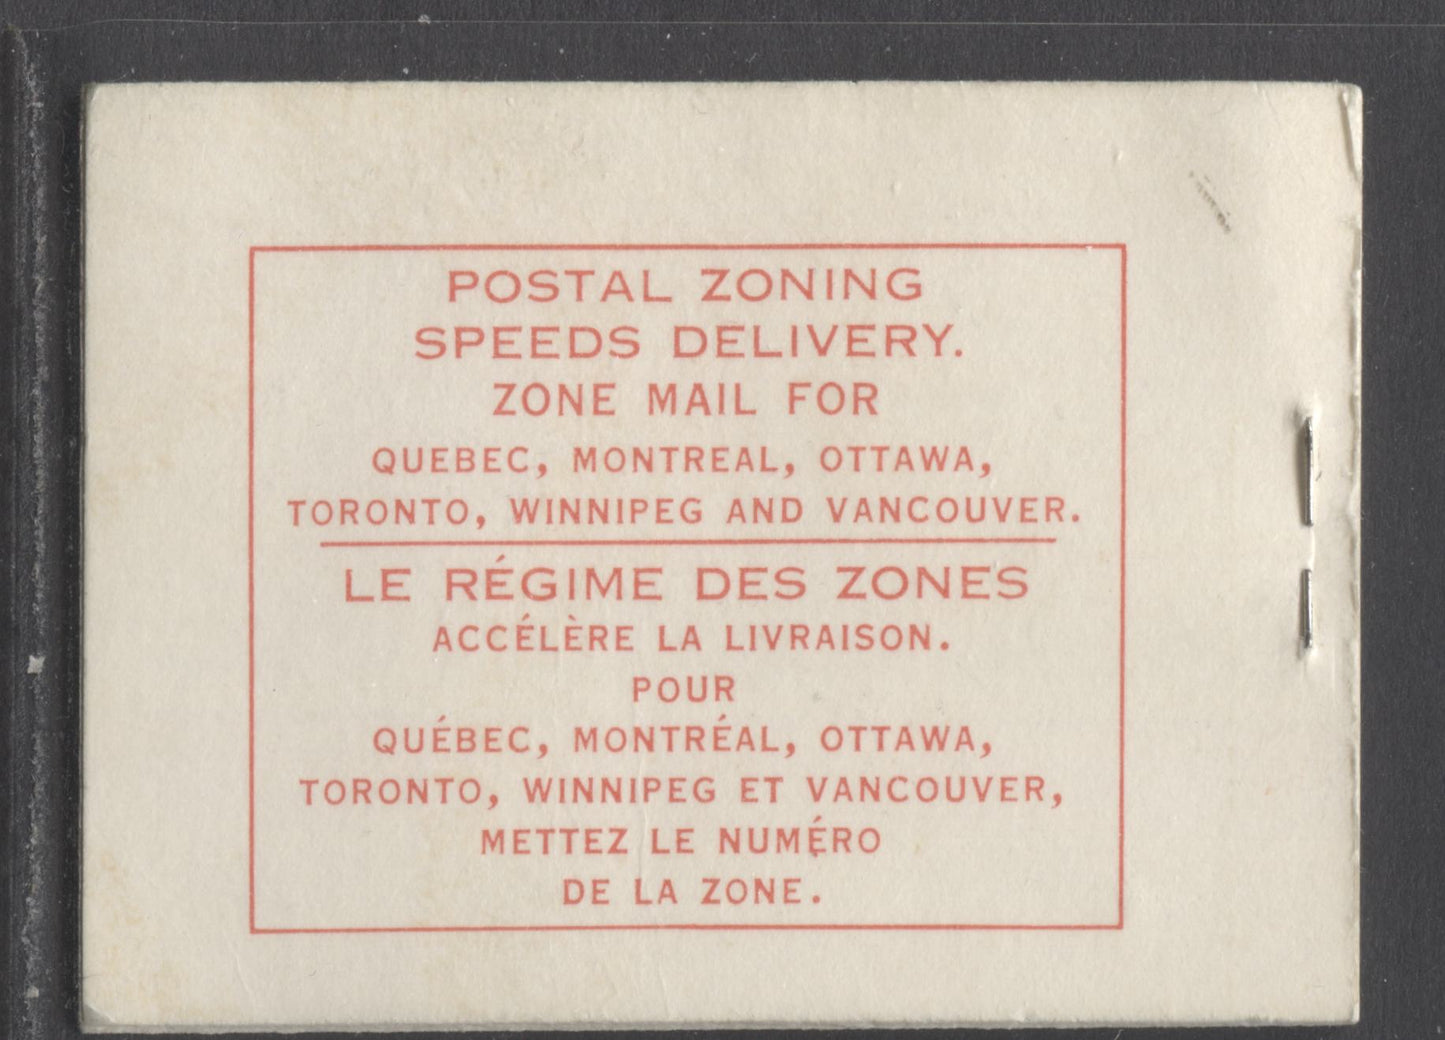 POSTAL ZONING
SPEEDS DELIVERY.
ZONE MAIL FOR
QUEBEC, MONTREAL, OTTAWA,
TORONTO, WINNIPEG AND VANCOUVER.
LE RÉGIME DES ZONES
ACCÉLÈRE LA LIVRAISON.
POUR
QUÉBEC, MONTRÉAL, OTTAWA,
TORONTO, WINNIPEG ET VANCOUVER,
METTEZ LE NUMÉRO
DE LA ZONE.